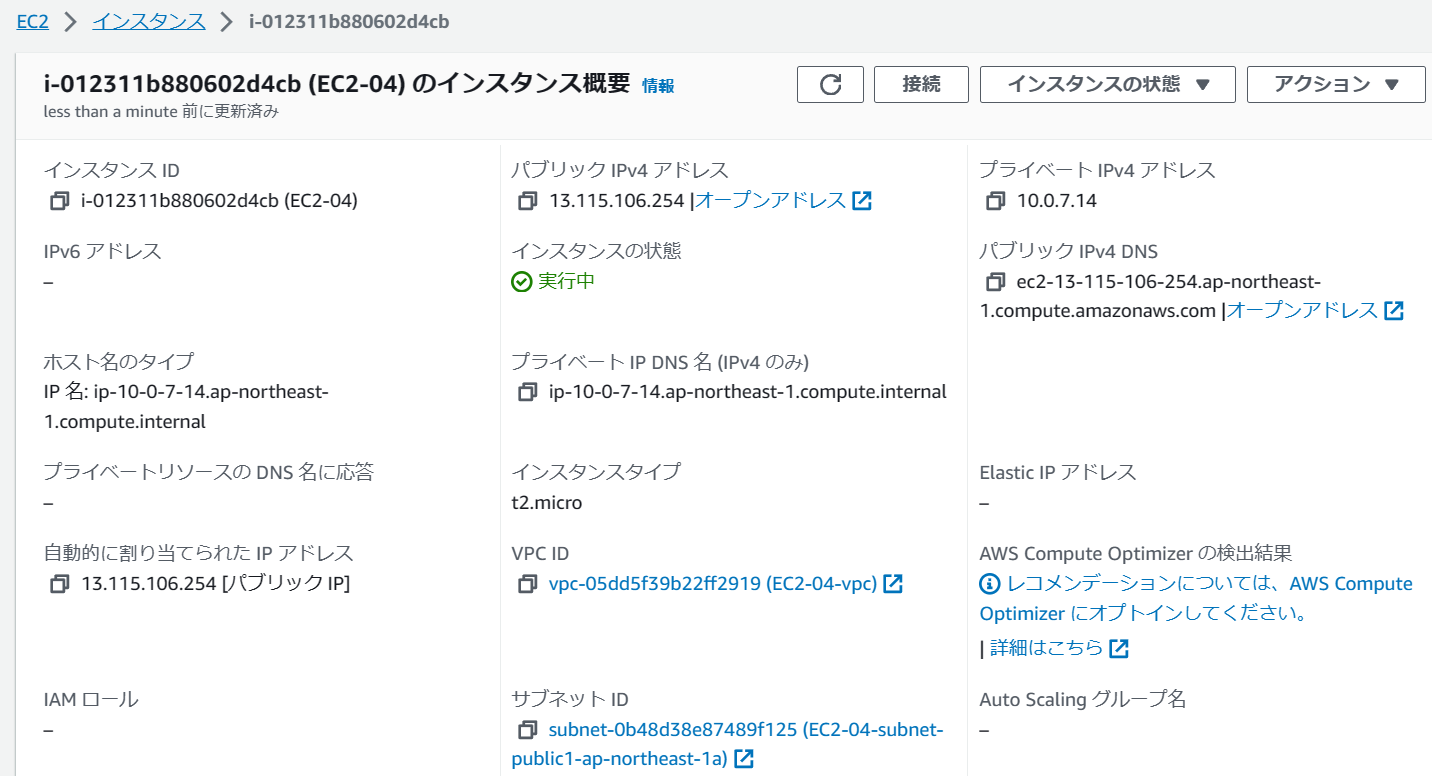 EC2 > インスタンス > i-012311b880602d4cb
i-012311b880602d4cb (EC2-04) のインスタンス概要 情報
less than a minute 前に更新済み
接続
インスタンスの状態 ▼
アクション ▼
インスタンス ID
i-012311b880602d4cb (EC2-04)
パブリック IPv4 アドレス
13.115.106.254 |オープンアドレス
プライベート IPv4 アドレス
10.0.7.14
IPv6 アドレス
–
インスタンスの状態
実行中
パブリック IPv4 DNS
ec2-13-115-106-254.ap-northeast-
1.compute.amazonaws.com |オープンアドレス
ホスト名のタイプ
IP 名: ip-10-0-7-14.ap-northeast-
1.compute.internal
プライベート IP DNS 名 (IPv4 のみ)
ip-10-0-7-14.ap-northeast-1.compute.internal
プライベートリソースの DNS 名に応答
–
インスタンスタイプ
t2.micro
Elastic IP アドレス
–
自動的に割り当てられた IP アドレス
13.115.106.254 [パブリック IP]
VPC ID
vpc-05dd5f39b22ff2919 (EC2-04-vpc)
AWS Compute Optimizer の検出結果
レコメンデーションについては、AWS Compute
Optimizer にオプトインしてください。
| 詳細はこちら
IAM ロール
–
サブネット ID
subnet-0b48d38e87489f125 (EC2-04-subnet-
public1-ap-northeast-1a)
Auto Scaling グループ名
–